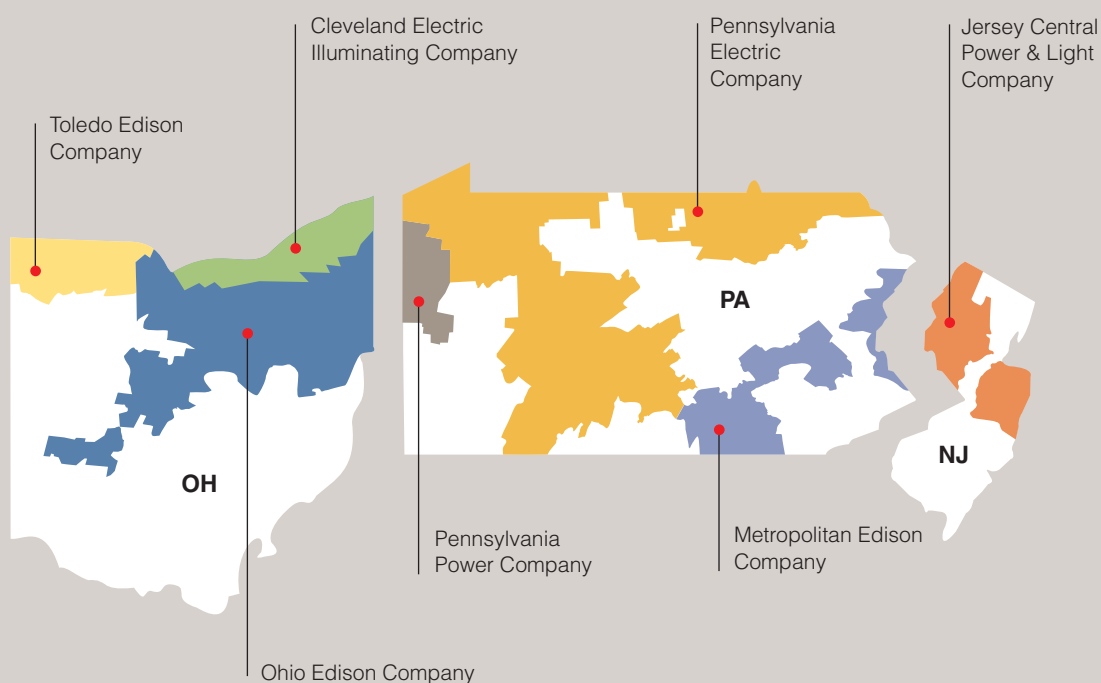 Cleveland Electric
Illuminating Company
Pennsylvania
Electric
Company
Jersey Central
Power & Light
Company
Toledo Edison
Company
PA
NJ
OH
Pennsylvania
Power Company
Metropolitan Edison
Company
Ohio Edison Company